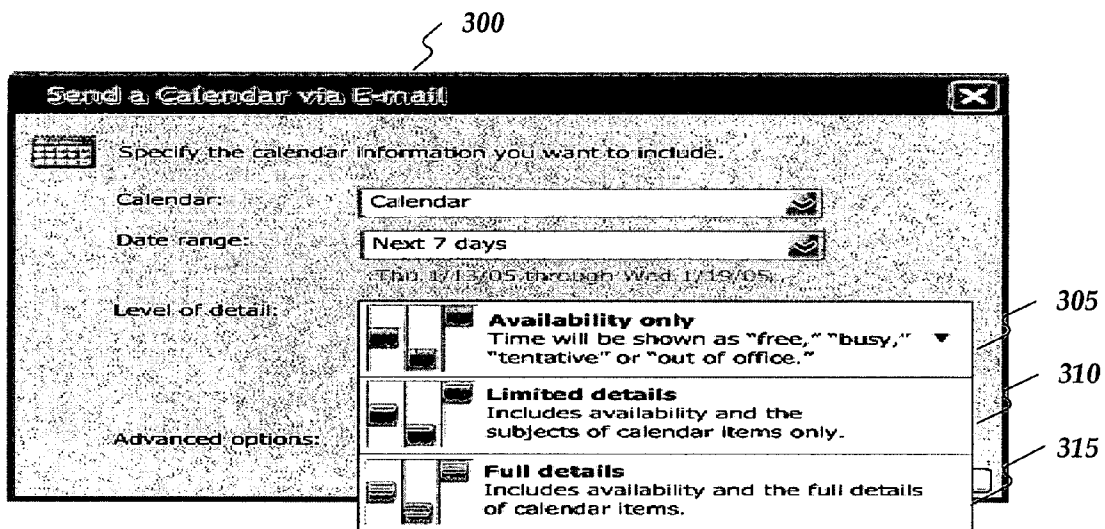 300
Send a Calendar via E-mail
Specify the calendar information you want to include.
Calendar: Calendar
Date range: Next 7 days
Thu 1/13/05 through Wed 1/19/05
Level of detail:
305
Availability only
Time will be shown as "free," "busy,"
"tentative" or "out of office."
310
Limited details
Includes availability and the
subjects of calendar items only.
Advanced options:
315
Full details
Includes availability and the full details
of calendar items.